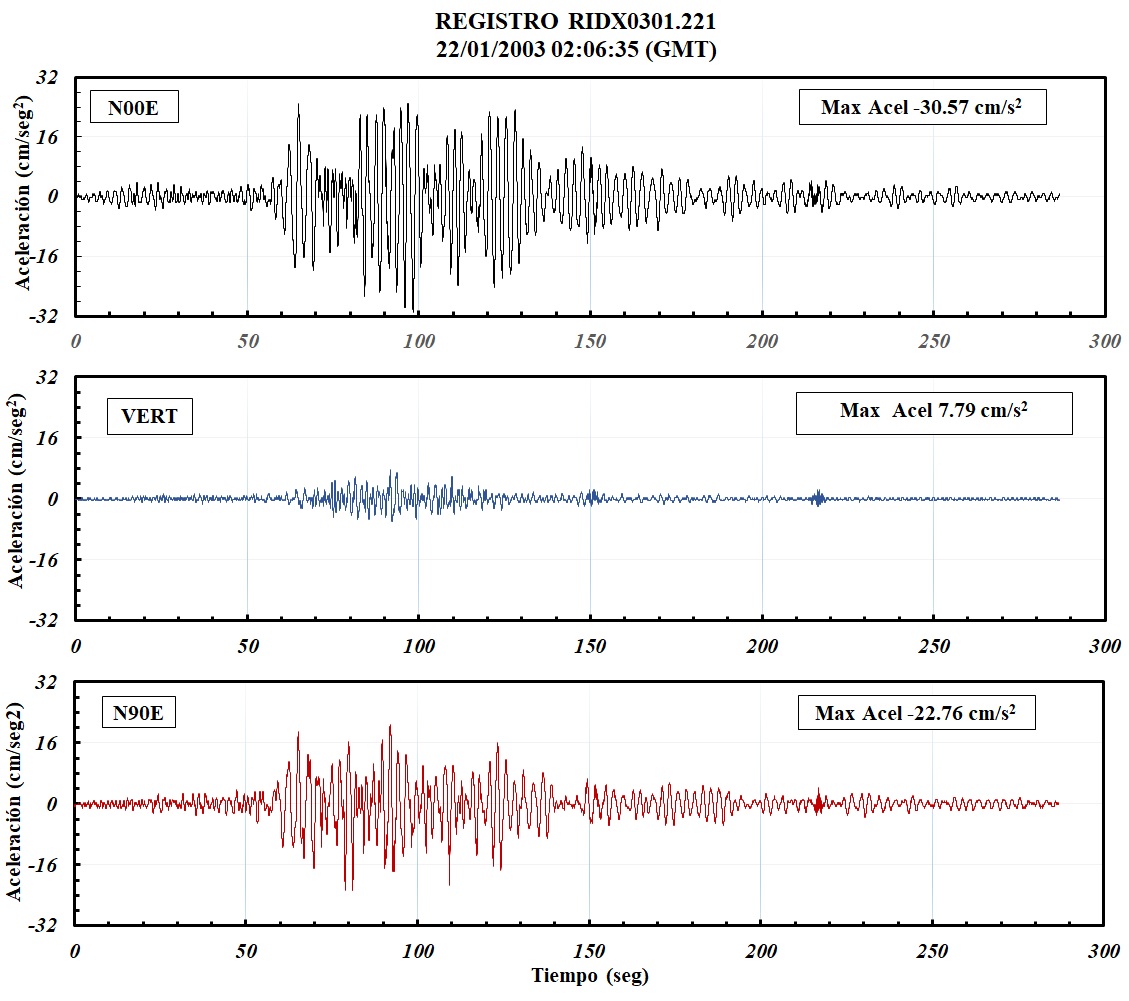 REGISTRO RIDX0301.221
22/01/2003 02:06:35 (GMT)
Aceleración (cm/seg²)
N00E
Max Acel -30.57 cm/s²
32
16
0
-16
-32
0 50 100 150 200 250 300
Aceleración (cm/seg²)
VERT
Max Acel 7.79 cm/s²
32
16
0
-16
-32
0 50 100 150 200 250 300
Aceleración (cm/seg2)
N90E
Max Acel -22.76 cm/s²
32
16
0
-16
-32
0 50 100 150 200 250 300
Tiempo (seg)